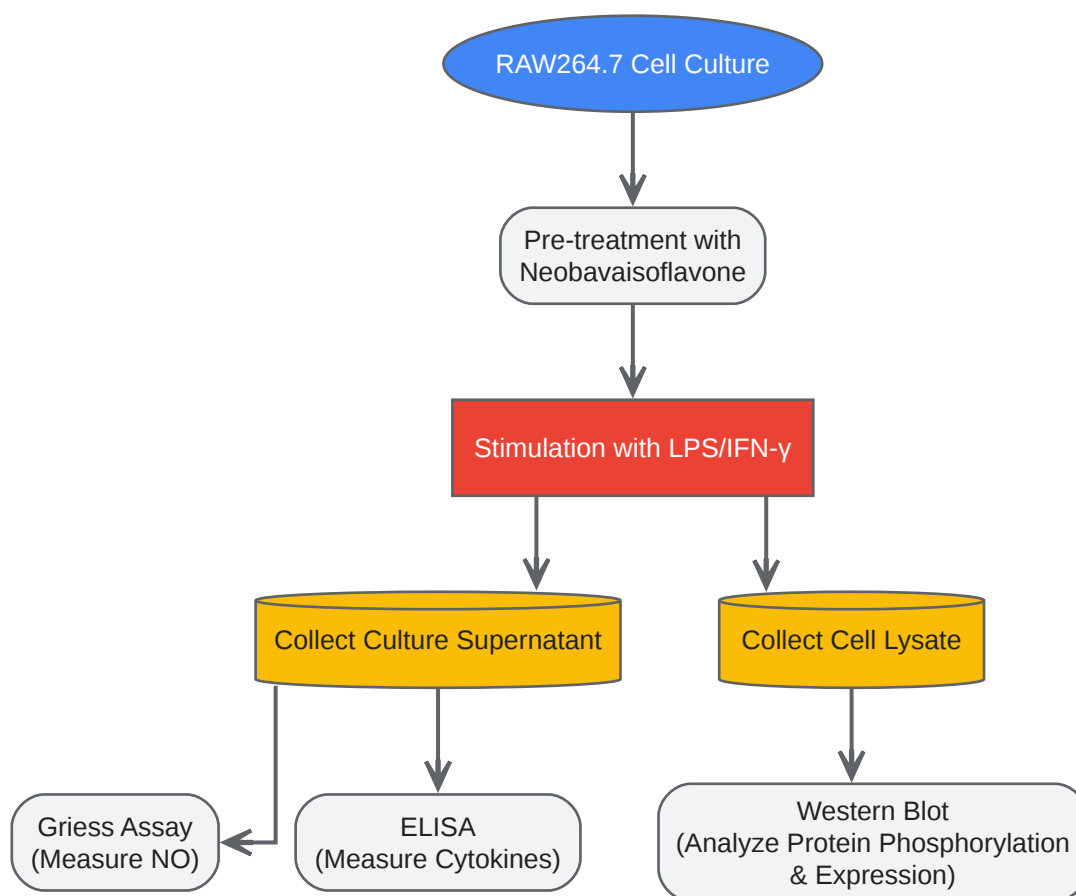 RAW264.7 Cell Culture
Pre-treatment with
Neobavaisoflavone
Stimulation with LPS/IFN-γ
Collect Culture Supernatant
Collect Cell Lysate
Griess Assay
(Measure NO)
ELISA
(Measure Cytokines)
Western Blot
(Analyze Protein Phosphorylation
& Expression)